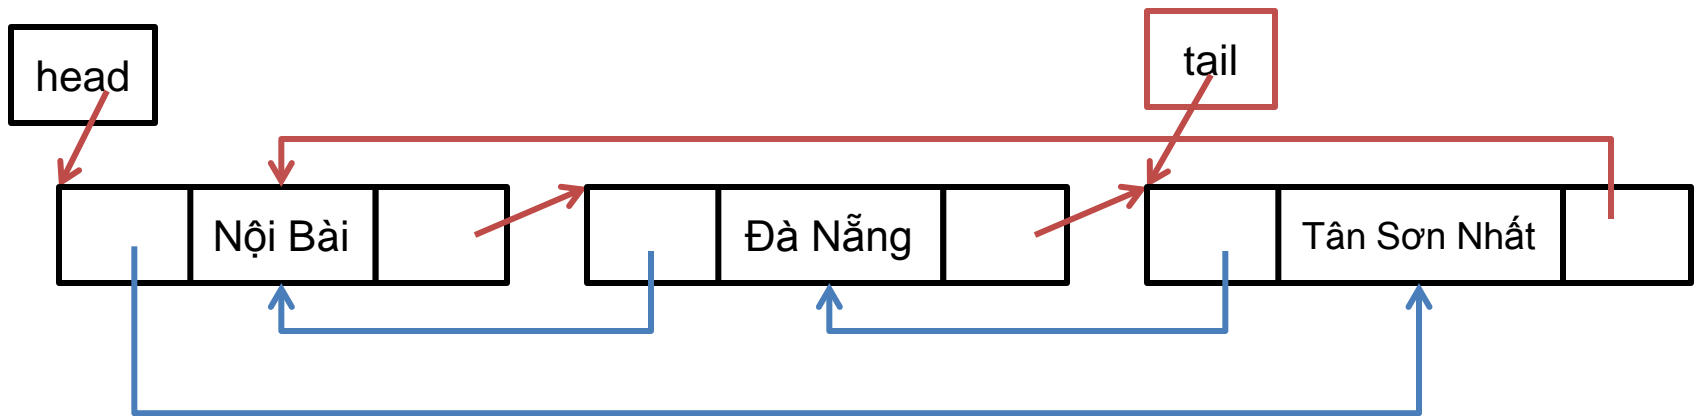 head
tail
Nội Bài
Đà Nẵng
Tân Sơn Nhất